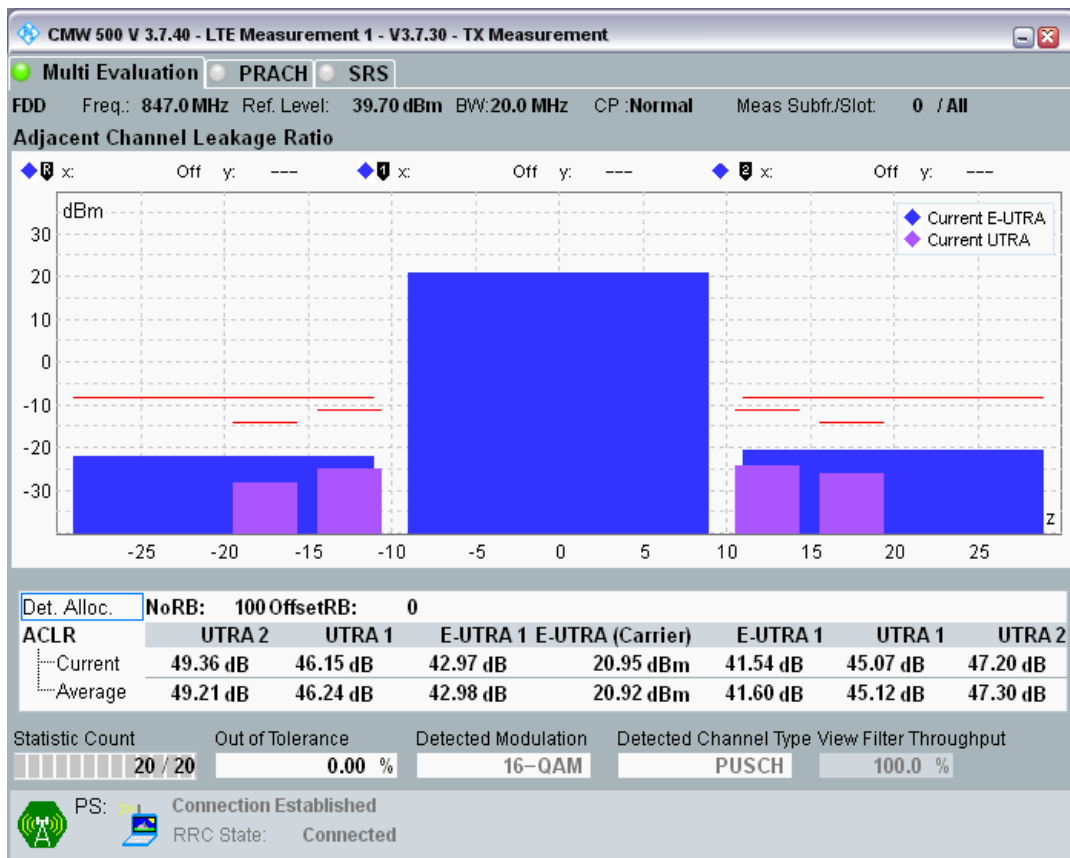 CMW 500 V 3.7.40 - LTE Measurement 1 - V3.7.30 - TX Measurement
Multi Evaluation PRACH SRS
FDD Freq.: 847.0 MHz Ref. Level: 39.70 dBm BW:20.0 MHz CP :Normal Meas Subfr./Slot: 0 / All
Adjacent Channel Leakage Ratio
R x: Off y: --- 1 x: Off y: --- 2 x: Off y: ---
dBm
Current E-UTRA
Current UTRA
30
20
10
0
-10
-20
-30
z
-25 -20 -15 -10 -5 0 5 10 15 20 25
Det. Alloc. NoRB: 100 OffsetRB: 0
ACLR UTRA 2 UTRA 1 E-UTRA 1 E-UTRA (Carrier) E-UTRA 1 UTRA 1 UTRA 2
Current 49.36 dB 46.15 dB 42.97 dB 20.95 dBm 41.54 dB 45.07 dB 47.20 dB
Average 49.21 dB 46.24 dB 42.98 dB 20.92 dBm 41.60 dB 45.12 dB 47.30 dB
Statistic Count Out of Tolerance Detected Modulation Detected Channel Type View Filter Throughput
20 / 20 0.00 % 16-QAM PUSCH 100.0 %
PS: Connection Established
RRC State: Connected